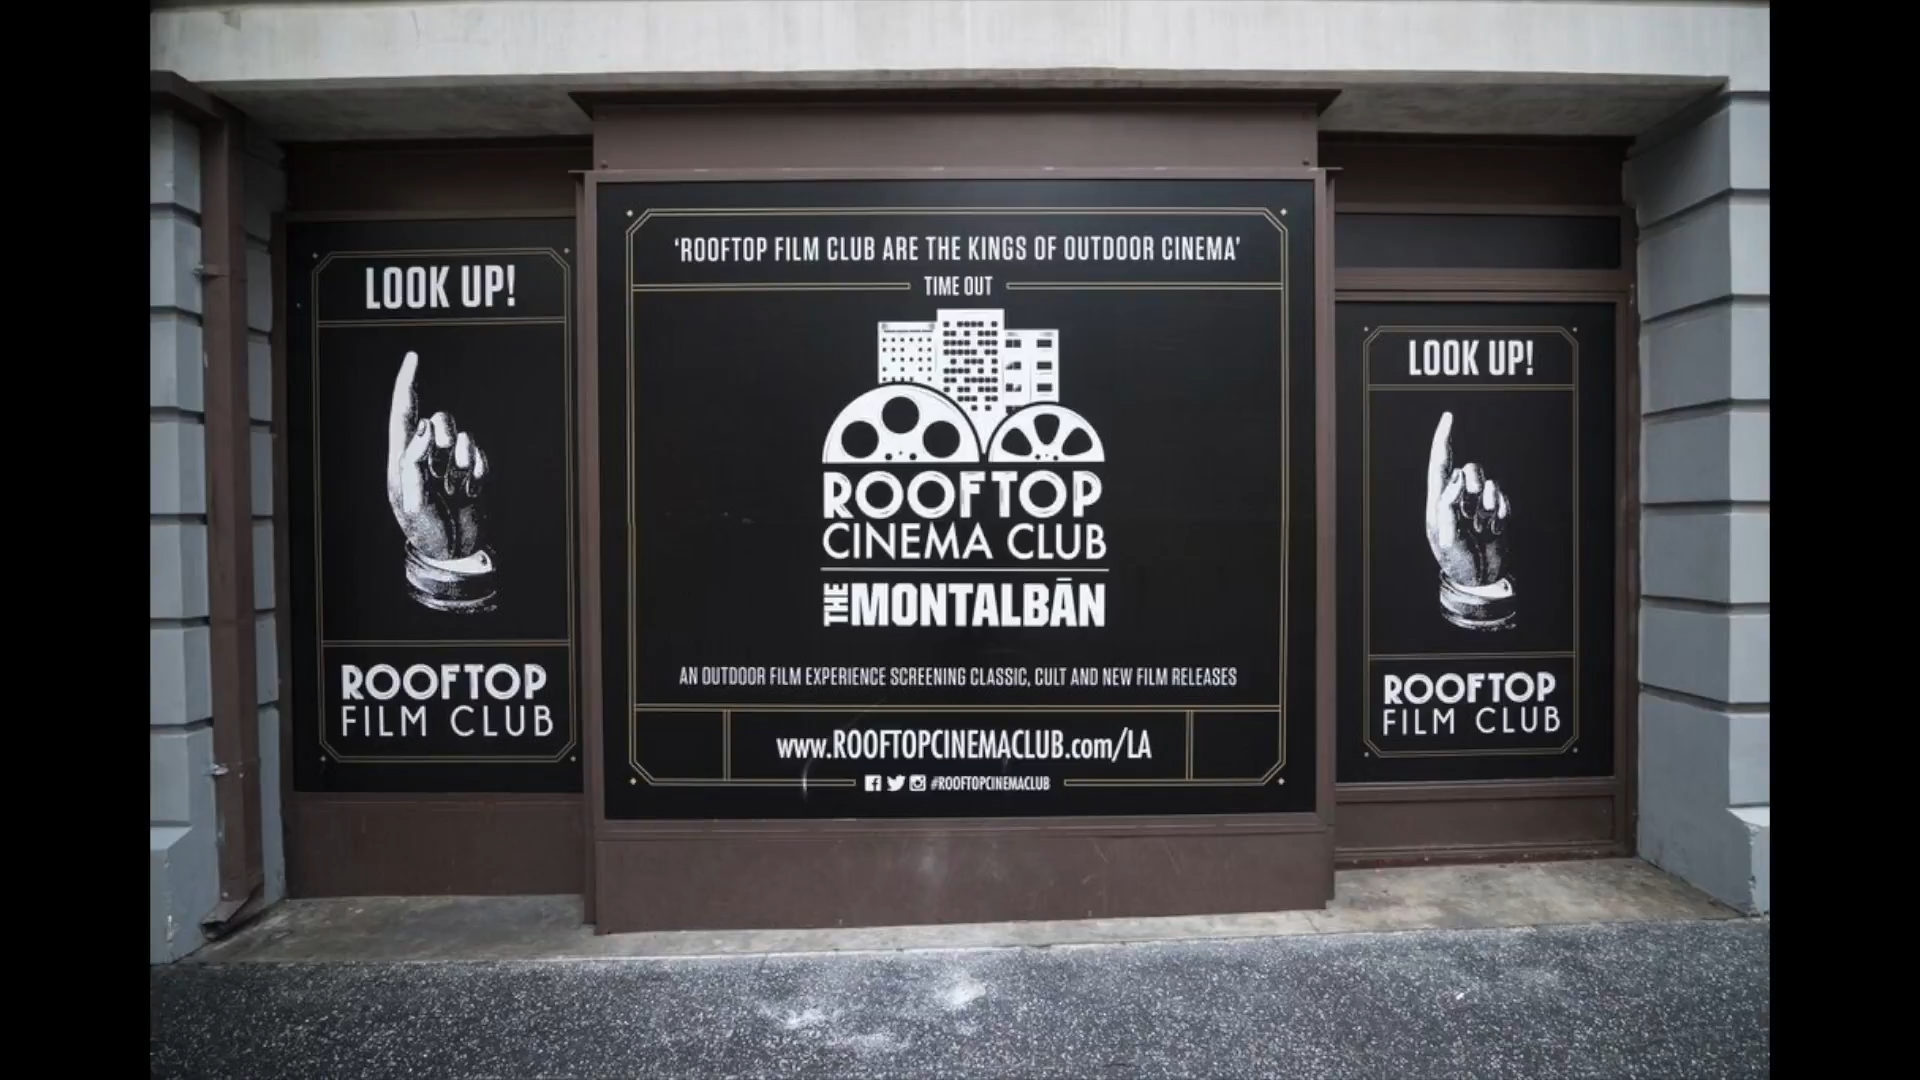 LOOK UP!
ROOFTOP
FILM CLUB
'ROOFTOP FILM CLUB ARE THE KINGS OF OUTDOOR CINEMA'
TIME OUT
ROOFTOP
CINEMA CLUB
THE MONTALBĀN
AN OUTDOOR FILM EXPERIENCE SCREENING CLASSIC, CULT AND NEW FILM RELEASES
www.ROOFTOPCINEMACLUB.com/LA
#ROOFTOPCINEMACLUB
LOOK UP!
ROOFTOP
FILM CLUB